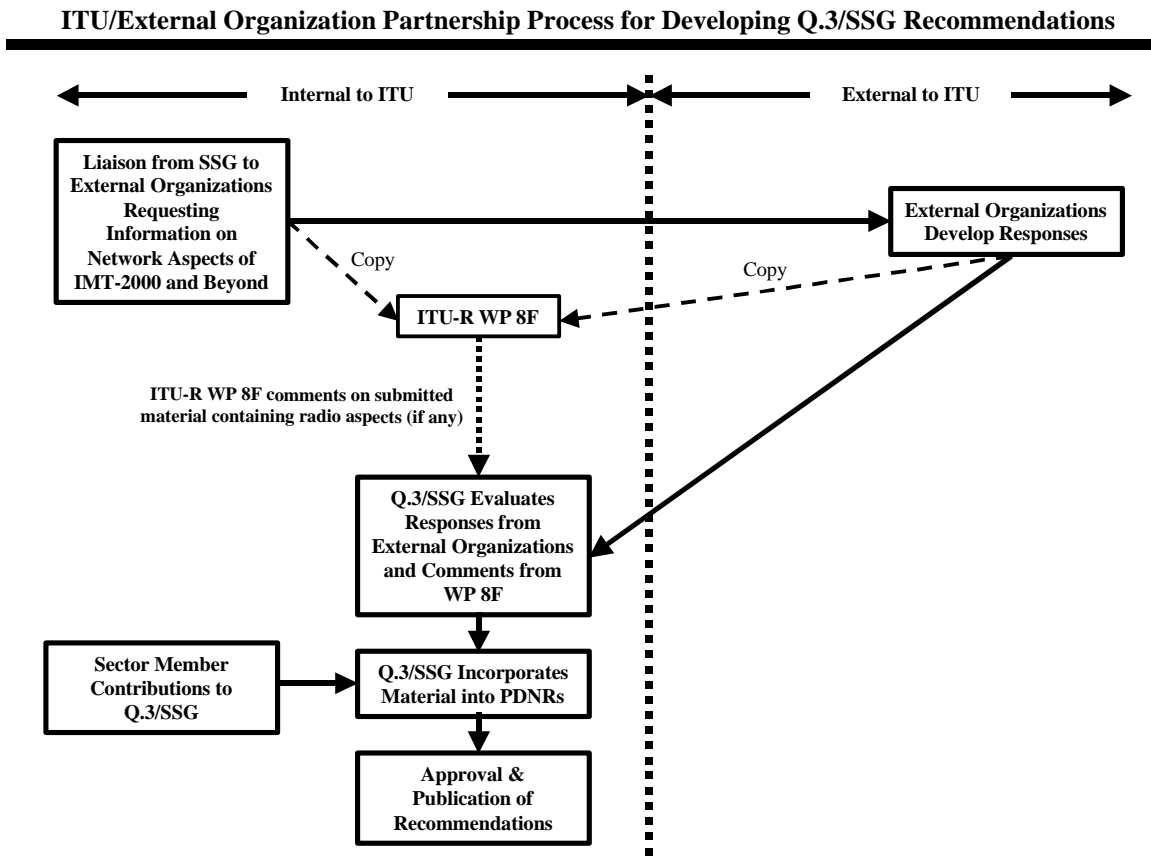 ITU/External Organization Partnership Process for Developing Q.3/SSG Recommendations
Internal to ITU
External to ITU
Liaison from SSG to
External Organizations
Requesting
Information on
Network Aspects of
IMT-2000 and Beyond
External Organizations
Develop Responses
Copy
Copy
ITU-R WP 8F
ITU-R WP 8F comments on submitted
material containing radio aspects (if any)
Q.3/SSG Evaluates
Responses from
External Organizations
and Comments from
WP 8F
Sector Member
Contributions to
Q.3/SSG
Q.3/SSG Incorporates
Material into PDNRs
Approval &
Publication of
Recommendations